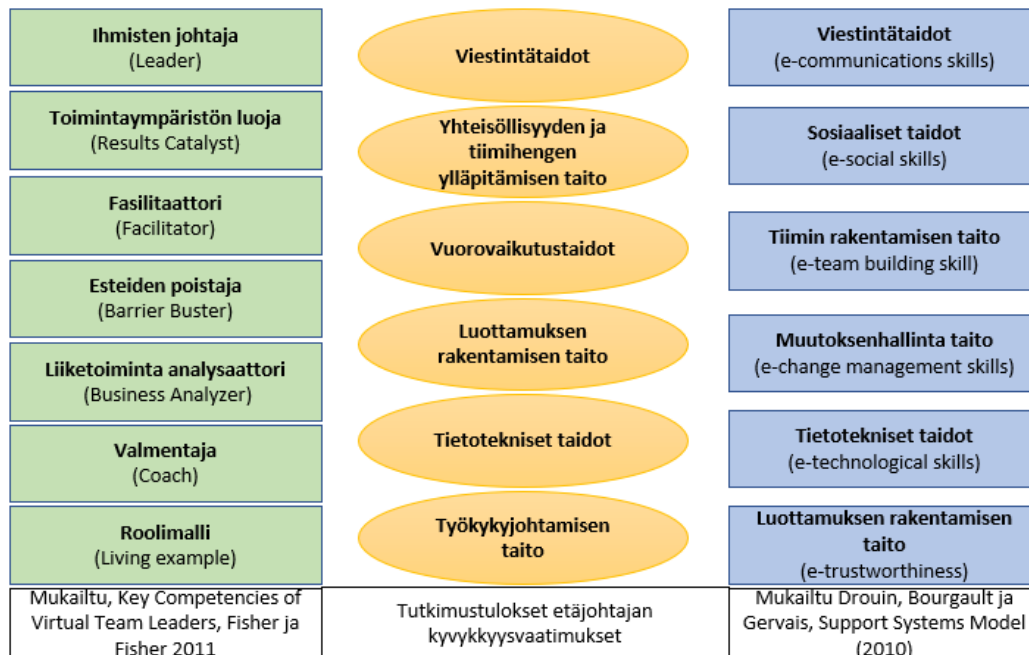 Ihmisten johtaja
(Leader)
Toimintaympäristön luoja
(Results Catalyst)
Fasilitaattori
(Facilitator)
Esteiden poistaja
(Barrier Buster)
Liiketoiminta analysaattori
(Business Analyzer)
Valmentaja
(Coach)
Roolimalli
(Living example)
Mukailtu, Key Competencies of
Virtual Team Leaders, Fisher ja
Fisher 2011
Viestintätaidot
Yhteisöllisyyden ja
tiimihengen
ylläpitämisen taito
Vuorovaikutustaidot
Luottamuksen
rakentamisen taito
Tietotekniset taidot
Työkykyjohtamisen
taito
Tutkimustulokset etäjohtajan
kyvykkyysvaatimukset
Viestintätaidot
(e-communications skills)
Sosiaaliset taidot
(e-social skills)
Tiimin rakentamisen taito
(e-team building skill)
Muutoksenhallinta taito
(e-change management skills)
Tietotekniset taidot
(e-technological skills)
Luottamuksen rakentamisen
taito
(e-trustworthiness)
Mukailtu Drouin, Bourgault ja
Gervais, Support Systems Model
(2010)